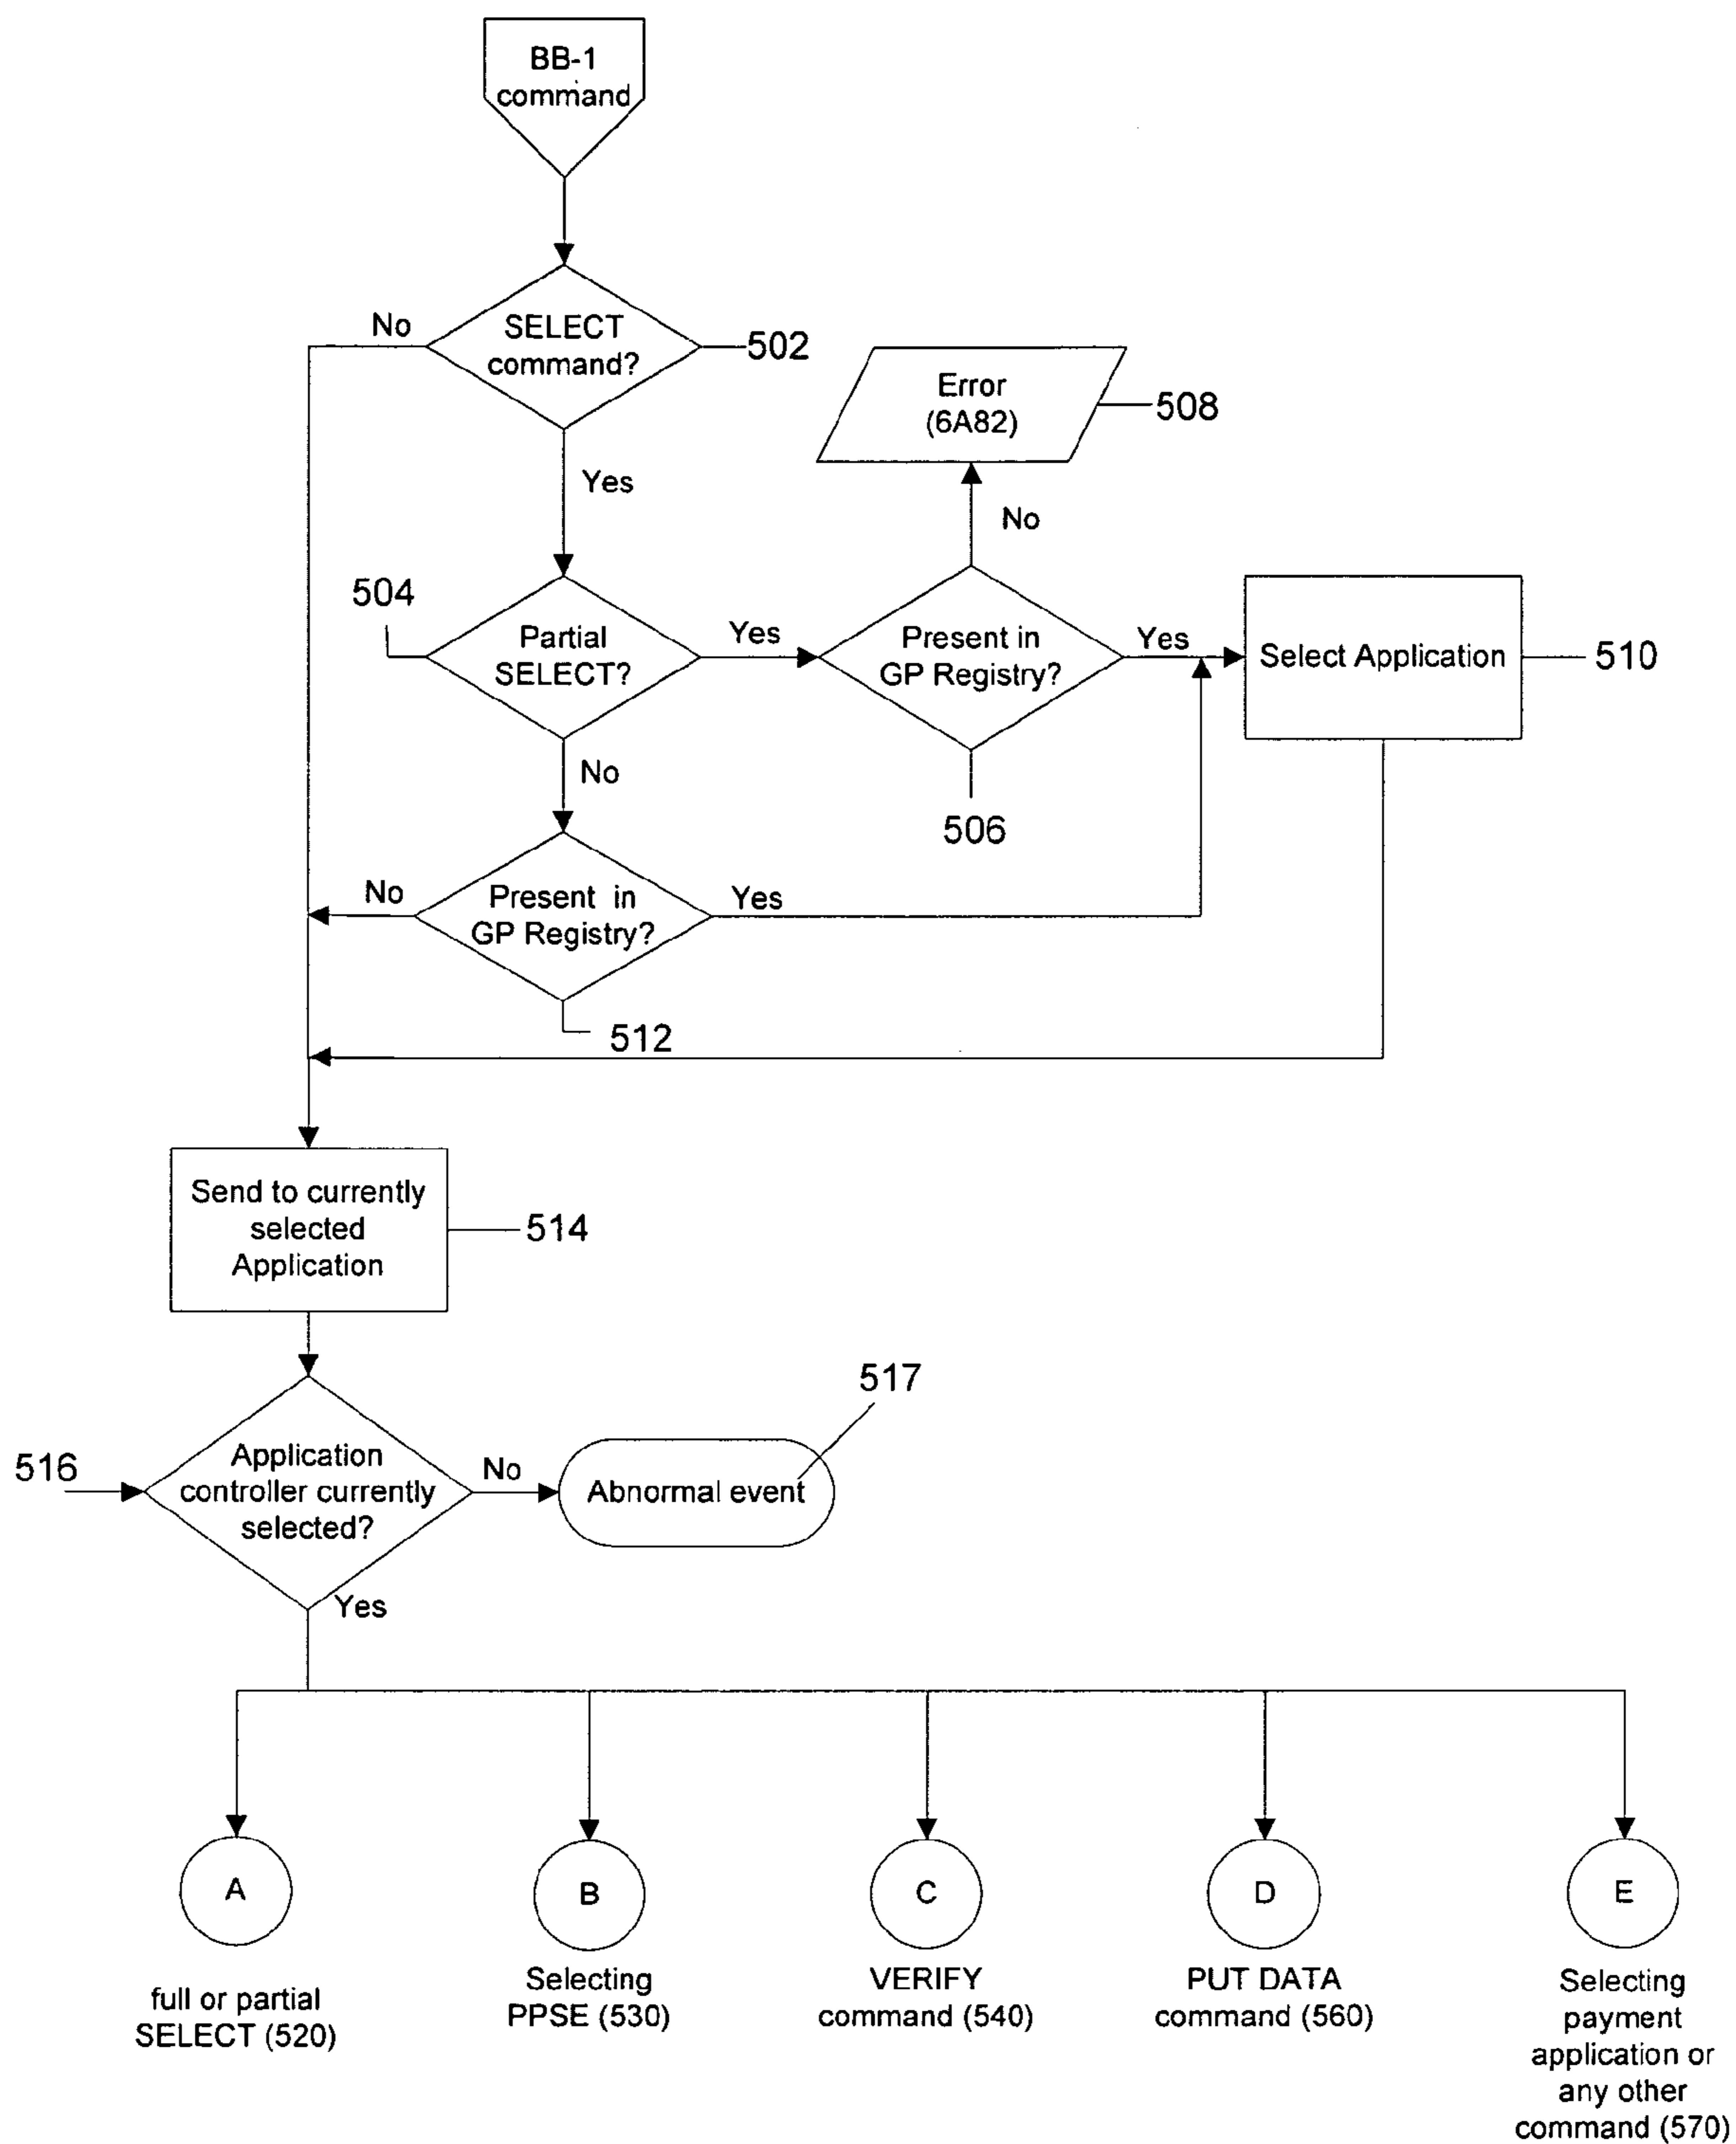 BB-1
command
No
SELECT
command?
502
Yes
Error
(6A82)
508
No
504
Partial
SELECT?
Yes
Present in
GP Registry?
Yes
Select Application
510
506
No
No
Present in
GP Registry?
Yes
512
Send to currently
selected
Application
514
516
Application
controller currently
selected?
No
Abnormal event
517
Yes
A
full or partial
SELECT (520)
B
Selecting
PPSE (530)
C
VERIFY
command (540)
D
PUT DATA
command (560)
E
Selecting
payment
application or
any other
command (570)